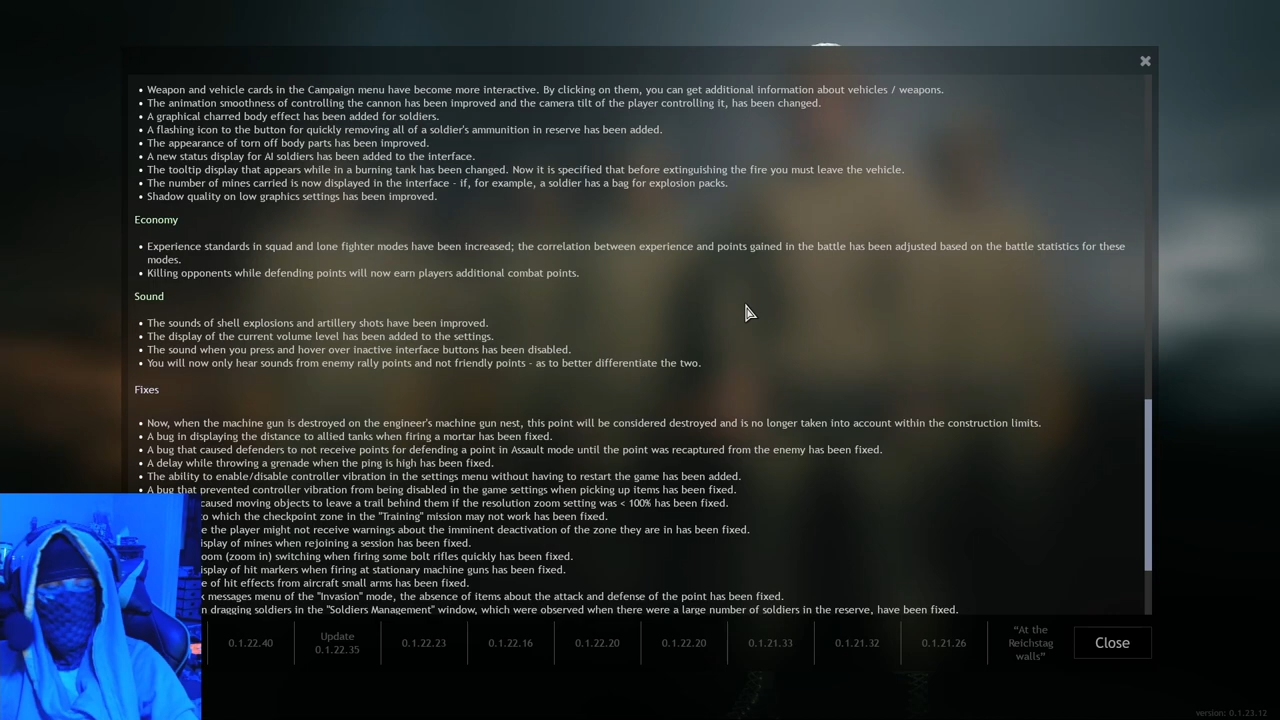 • Weapon and vehicle cards in the Campaign menu have become more interactive. By clicking on them, you can get additional information about vehicles / weapons.
• The animation smoothness of controlling the cannon has been improved and the camera tilt of the player controlling it, has been changed.
• A graphical charred body effect has been added for soldiers.
• A flashing icon to the button for quickly removing all of a soldier's ammunition in reserve has been added.
• The appearance of torn off body parts has been improved.
• A new status display for AI soldiers has been added to the interface.
• The tooltip display that appears while in a burning tank has been changed. Now it is specified that before extinguishing the fire you must leave the vehicle.
• The number of mines carried is now displayed in the interface - if, for example, a soldier has a bag for explosion packs.
• Shadow quality on low graphics settings has been improved.
Economy
• Experience standards in squad and lone fighter modes have been increased; the correlation between experience and points gained in the battle has been adjusted based on the battle statistics for these
modes.
• Killing opponents while defending points will now earn players additional combat points.
Sound
• The sounds of shell explosions and artillery shots have been improved.
• The display of the current volume level has been added to the settings.
• The sound when you press and hover over inactive interface buttons has been disabled.
• You will now only hear sounds from enemy rally points and not friendly points - as to better differentiate the two.
Fixes
• Now, when the machine gun is destroyed on the engineer's machine gun nest, this point will be considered destroyed and is no longer taken into account within the construction limits.
• A bug in displaying the distance to allied tanks when firing a mortar has been fixed.
• A bug that caused defenders to not receive points for defending a point in Assault mode until the point was recaptured from the enemy has been fixed.
• A delay while throwing a grenade when the ping is high has been fixed.
• The ability to enable/disable controller vibration in the settings menu without having to restart the game has been added.
• A bug that prevented controller vibration from being disabled in the game settings when picking up items has been fixed.
caused moving objects to leave a trail behind them if the resolution zoom setting was < 100% has been fixed.
to which the checkpoint zone in the "Training" mission may not work has been fixed.
the player might not receive warnings about the imminent deactivation of the zone they are in has been fixed.
display of mines when rejoining a session has been fixed.
zoom (zoom in) switching when firing some bolt rifles quickly has been fixed.
display of hit markers when firing at stationary machine guns has been fixed.
of hit effects from aircraft small arms has been fixed.
messages menu of the "Invasion" mode, the absence of items about the attack and defense of the point has been fixed.
dragging soldiers in the "Soldiers Management" window, which were observed when there were a large number of soldiers in the reserve, have been fixed.
0.1.22.40
Update
0.1.22.35
0.1.22.23
0.1.22.16
0.1.22.20
0.1.22.20
0.1.21.33
0.1.21.32
0.1.21.26
“At the
Reichstag
walls”
Close
version: 0.1.23.12